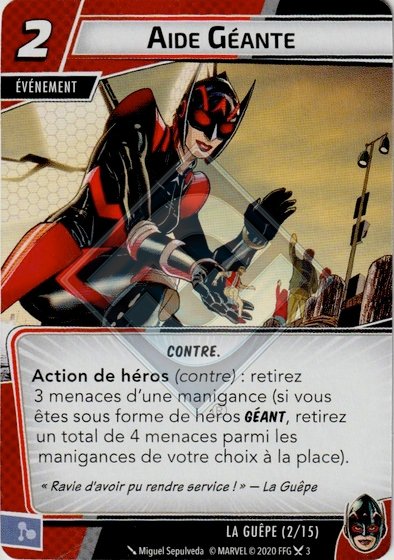 2
AIDE GÉANTE
ÉVÉNEMENT
CONTRE.
Action de héros (contre) : retirez
3 menaces d’une manigance (si vous
êtes sous forme de héros GÉANT, retirez
un total de 4 menaces parmi les
manigances de votre choix à la place).
« Ravie d'avoir pu rendre service ! » — La Guêpe
LA GUÊPE (2/15)
Miguel Sepulveda © MARVEL © 2020 FFG 3